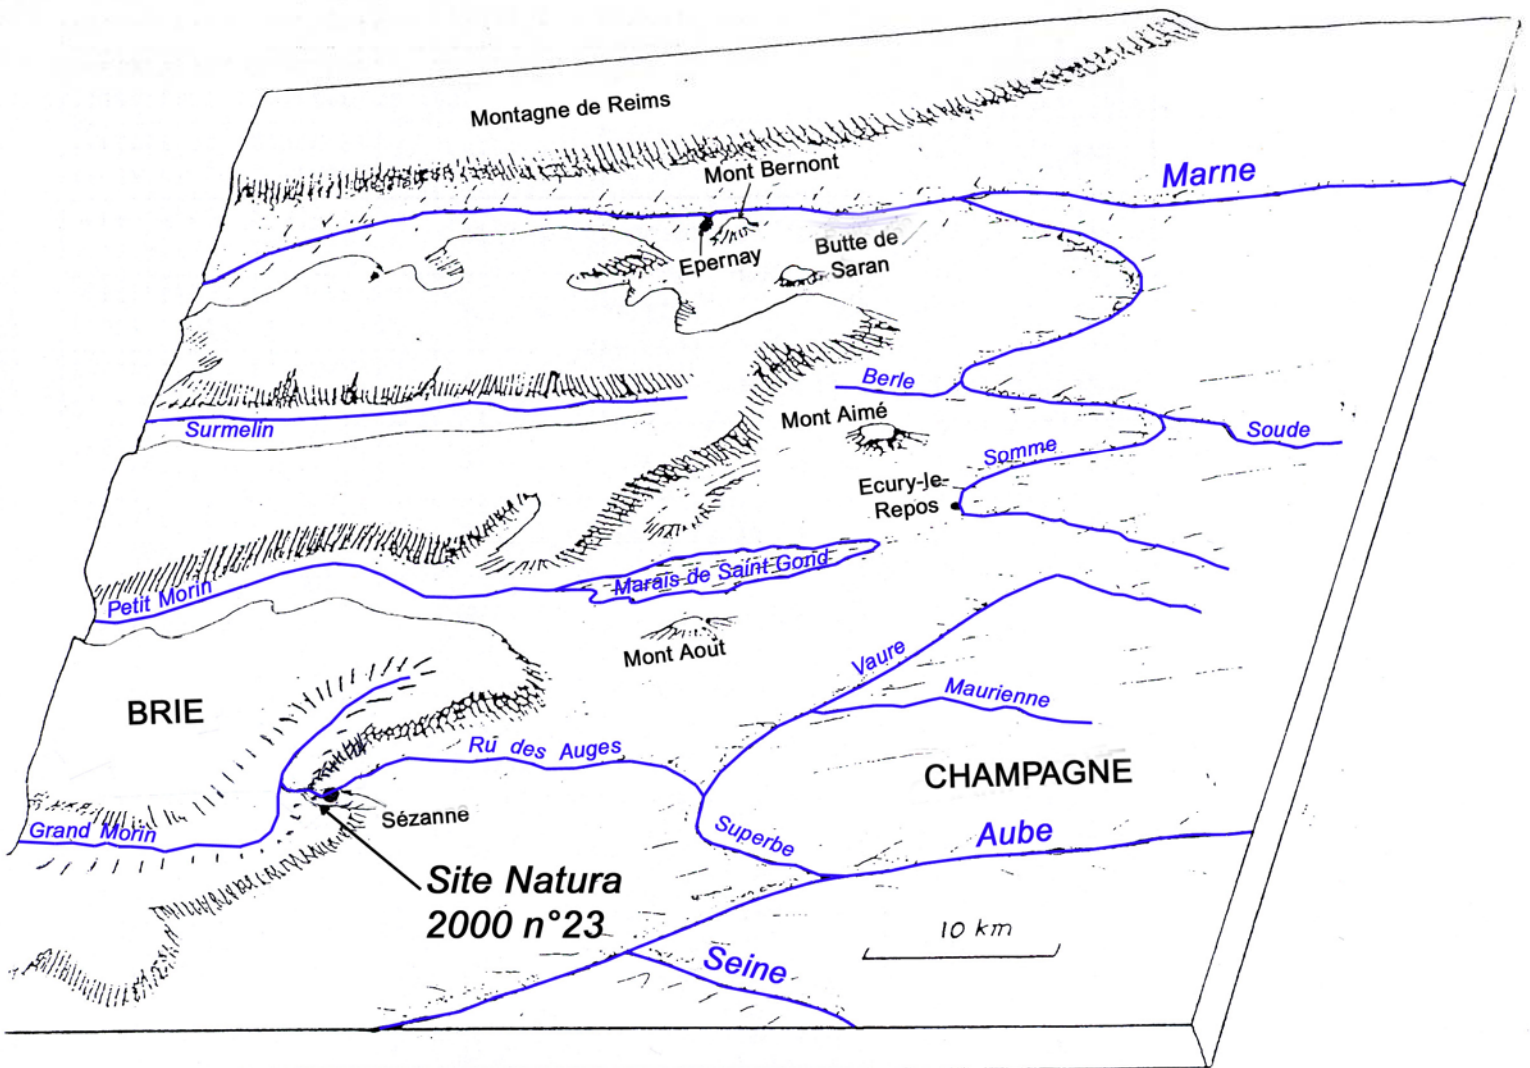 Montagne de Reims
Mont Bernont
Marne
Epernay
Butte de
Saran
Berle
Surmelin
Mont Aimé
Soude
Somme
Ecury-le-
Repos
Marais de Saint Gond
Petit Morin
Mont Aout
Vaure
BRIE
Maurienne
Ru des Auges
CHAMPAGNE
Sézanne
Grand Morin
Superbe
Aube
Site Natura
2000 n°23
10 km
Seine